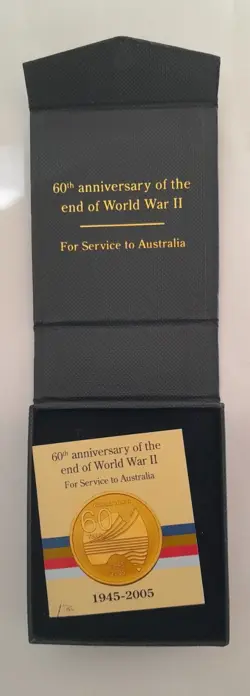 60th anniversary of the
end of World War II
For Service to Australia
60th anniversary of the
end of World War II
For Service to Australia
60
1945-2005